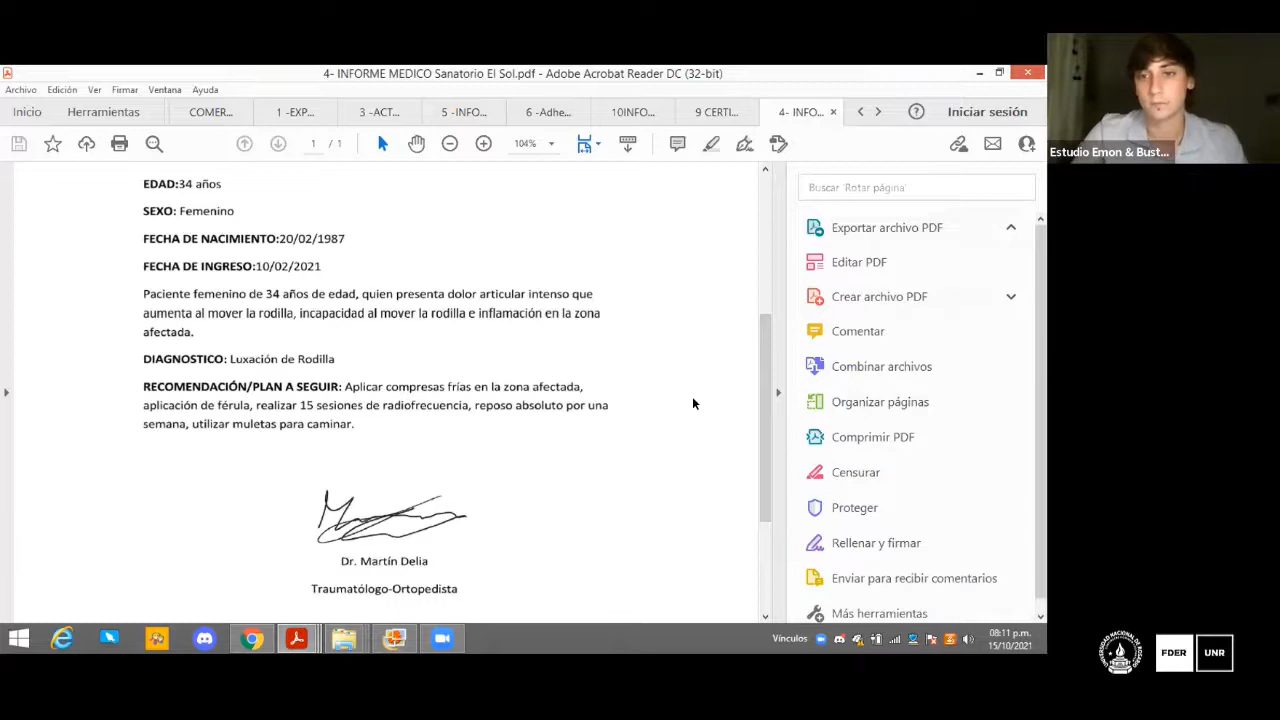 4- INFORME MEDICO Sanatorio El Sol.pdf - Adobe Acrobat Reader DC (32-bit)
Archivo Edición Ver Firmar Ventana Ayuda
Inicio Herramientas COMER... 1 -EXP... 3 -ACT... 5 -INFO... 6 -Adhe... 10INFO... 9 CERTI... 4- INFO... × Iniciar sesión
1 / 1 104%
Estudio Emon & Bust...
EDAD:34 años
SEXO: Femenino
FECHA DE NACIMIENTO:20/02/1987
FECHA DE INGRESO:10/02/2021
Paciente femenino de 34 años de edad, quien presenta dolor articular intenso que
aumenta al mover la rodilla, incapacidad al mover la rodilla e inflamación en la zona
afectada.
DIAGNOSTICO: Luxación de Rodilla
RECOMENDACIÓN/PLAN A SEGUIR: Aplicar compresas frías en la zona afectada,
aplicación de férula, realizar 15 sesiones de radiofrecuencia, reposo absoluto por una
semana, utilizar muletas para caminar.
Dr. Martín Delia
Traumatólogo-Ortopedista
Buscar 'Rotar página'
Exportar archivo PDF
Editar PDF
Crear archivo PDF
Comentar
Combinar archivos
Organizar páginas
Comprimir PDF
Censurar
Proteger
Rellenar y firmar
Enviar para recibir comentarios
Más herramientas
Vínculos
08:11 p.m.
15/10/2021
FDER UNR